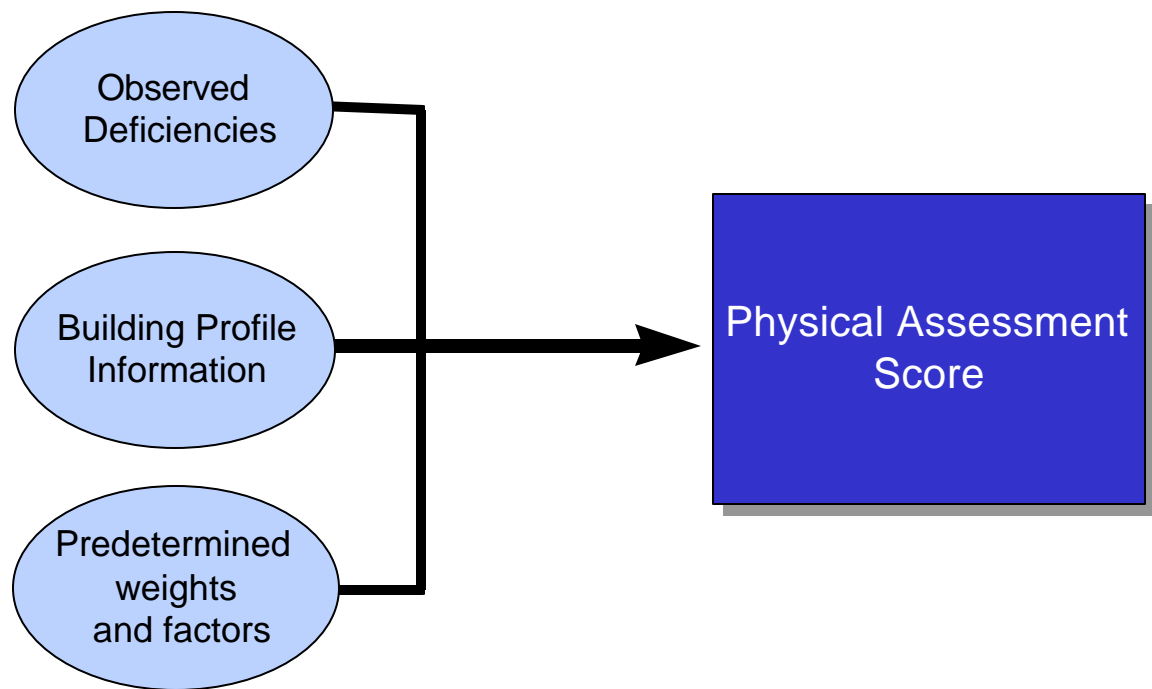 Observed
Deficiencies
Building Profile
Information
Predetermined
weights
and factors
Physical Assessment
Score